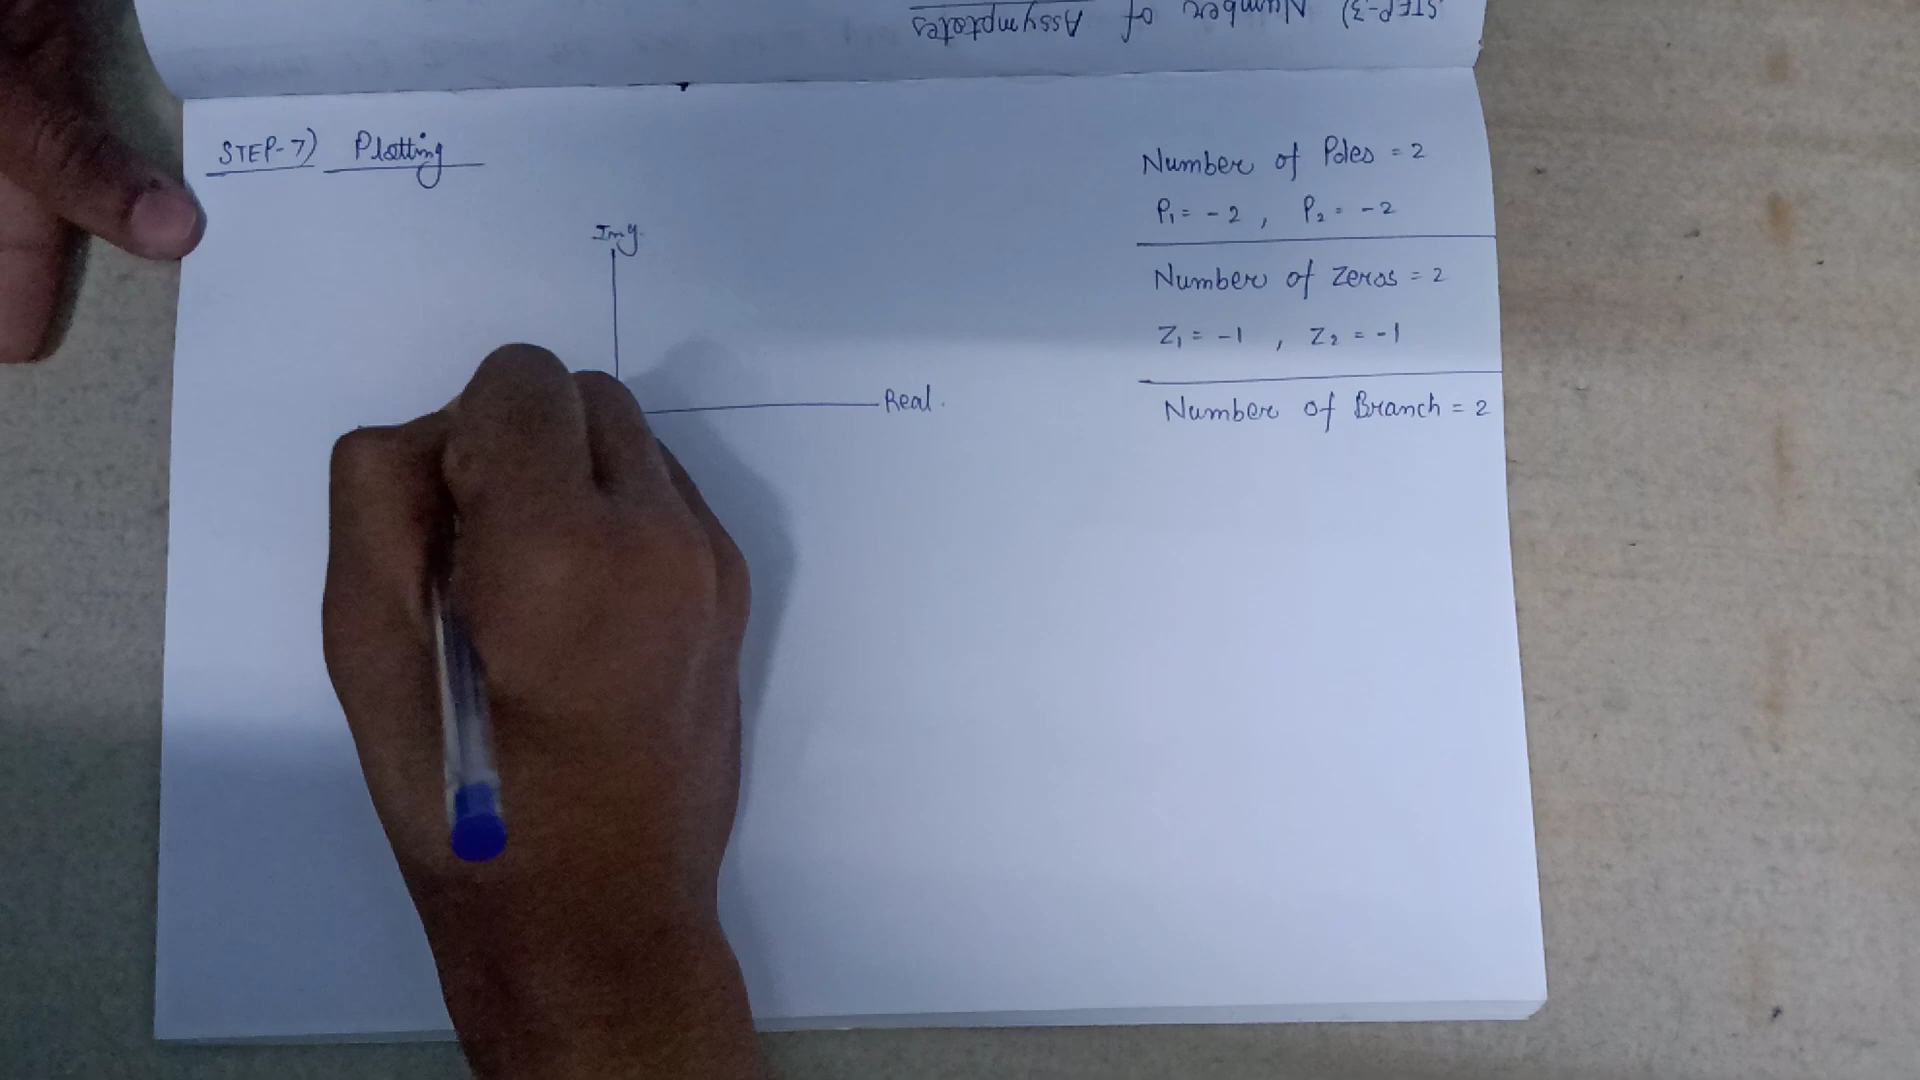 STEP-3) Number of Assymptotes
STEP-7) Plotting
Img.
Real.
Number of Poles = 2
P₁ = -2 , P₂ = -2
Number of Zeros = 2
Z₁ = -1 , Z₂ = -1
Number of Branch = 2